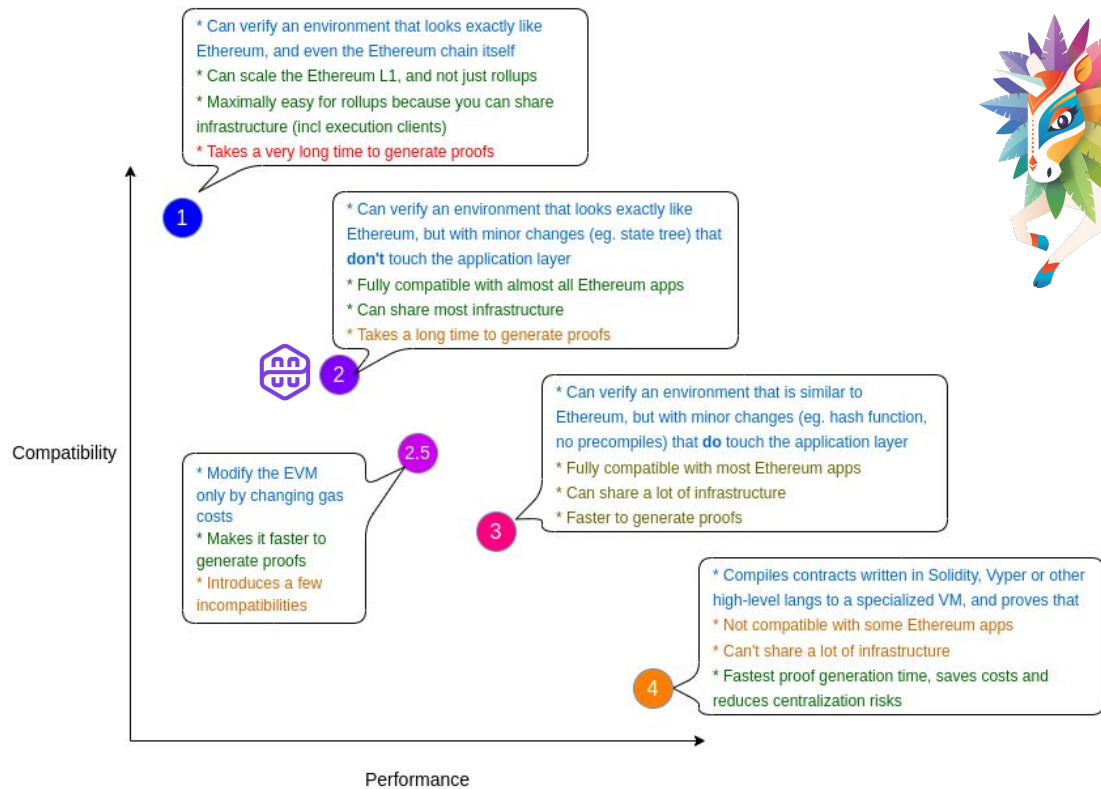 * Can verify an environment that looks exactly like
Ethereum, and even the Ethereum chain itself
* Can scale the Ethereum L1, and not just rollups
* Maximally easy for rollups because you can share
infrastructure (incl execution clients)
* Takes a very long time to generate proofs
1
* Can verify an environment that looks exactly like
Ethereum, but with minor changes (eg. state tree) that
don't touch the application layer
* Fully compatible with almost all Ethereum apps
* Can share most infrastructure
* Takes a long time to generate proofs
2
* Can verify an environment that is similar to
Ethereum, but with minor changes (eg. hash function,
no precompiles) that do touch the application layer
* Fully compatible with most Ethereum apps
* Can share a lot of infrastructure
* Faster to generate proofs
Compatibility
2.5
* Modify the EVM
only by changing gas
costs
* Makes it faster to
generate proofs
* Introduces a few
incompatibilities
3
* Compiles contracts written in Solidity, Vyper or other
high-level langs to a specialized VM, and proves that
* Not compatible with some Ethereum apps
* Can't share a lot of infrastructure
* Fastest proof generation time, saves costs and
reduces centralization risks
4
Performance